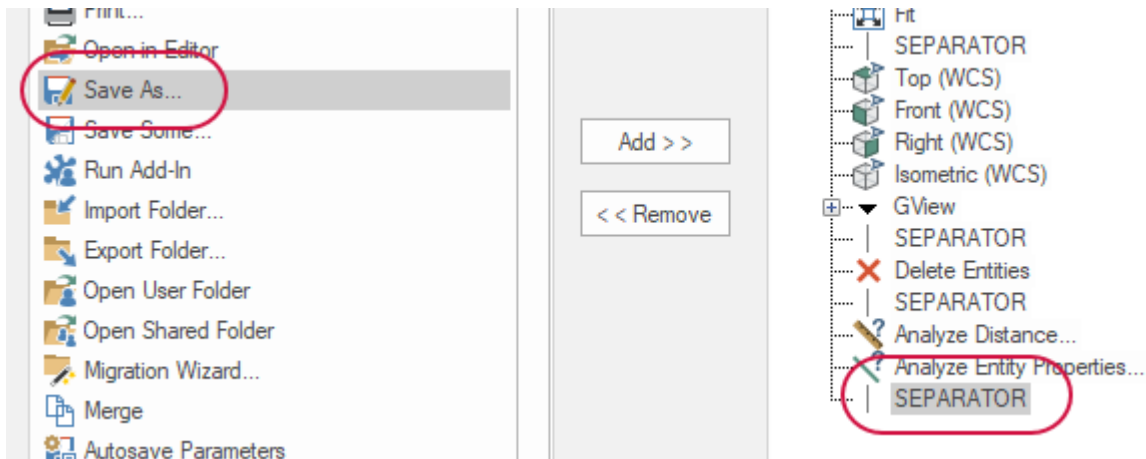 Print...
Open in Editor
Save As...
Save Some...
Run Add-In
Import Folder...
Export Folder...
Open User Folder
Open Shared Folder
Migration Wizard...
Merge
Autosave Parameters
Add > >
< < Remove
Fit
SEPARATOR
Top (WCS)
Front (WCS)
Right (WCS)
Isometric (WCS)
GView
SEPARATOR
Delete Entities
SEPARATOR
Analyze Distance...
Analyze Entity Properties...
SEPARATOR